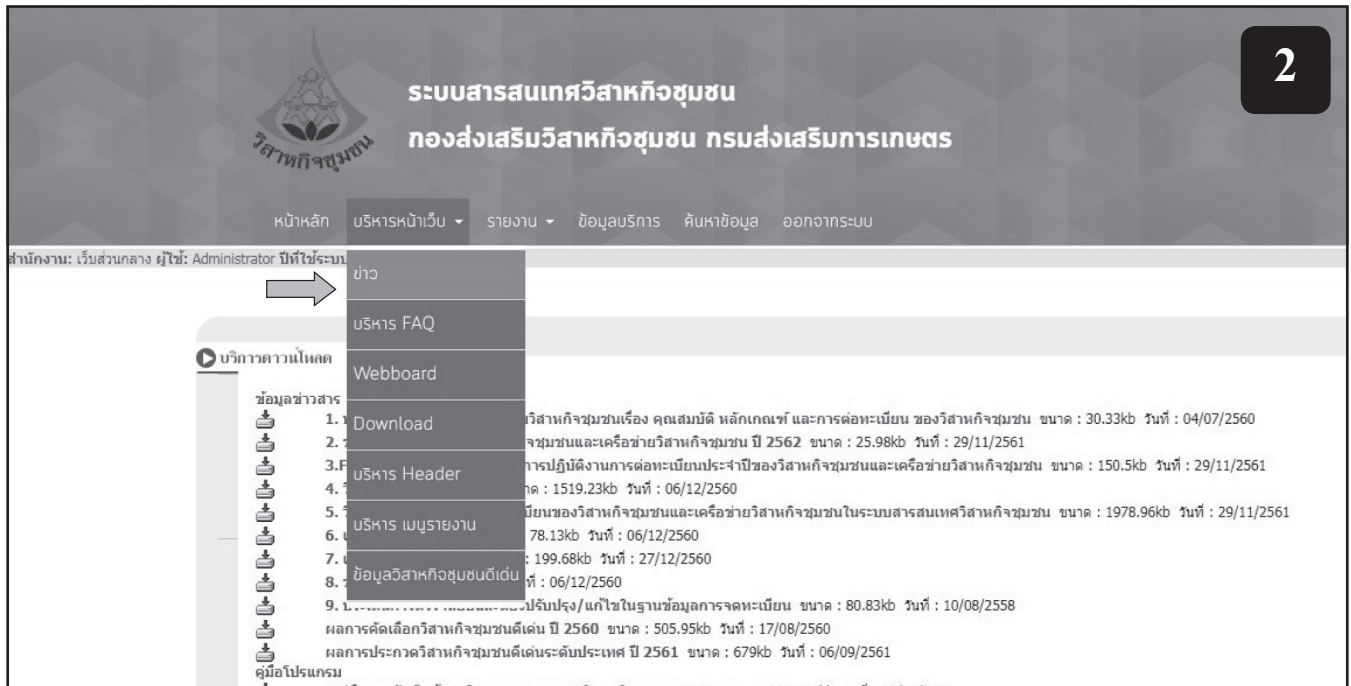 2
วิสาหกิจชุมชน
ระบบสารสนเทศวิสาหกิจชุมชน
กองส่งเสริมวิสาหกิจชุมชน กรมส่งเสริมการเกษตร
หน้าหลัก บริหารหน้าเว็บ รายงาน ข้อมูลบริการ ค้นหาข้อมูล ออกจากระบบ
สำนักงาน: เว็บส่วนกลาง ผู้ใช้: Administrator ปีที่ใช้ระบบ
ข่าว
บริหาร FAQ
Webboard
Download
บริหาร Header
บริหาร เมนูรายงาน
ข้อมูลวิสาหกิจชุมชนดีเด่น
บริการดาวน์โหลด
ข้อมูลข่าวสาร
1. วิสาหกิจชุมชนเรื่อง คุณสมบัติ หลักเกณฑ์ และการต่อทะเบียน ของวิสาหกิจชุมชน ขนาด : 30.33kb วันที่ : 04/07/2560
2. จชุมชนและเครือข่ายวิสาหกิจชุมชน ปี 2562 ขนาด : 25.98kb วันที่ : 29/11/2561
3.F การปฏิบัติงานการต่อทะเบียนประจำปีของวิสาหกิจชุมชนและเครือข่ายวิสาหกิจชุมชน ขนาด : 150.5kb วันที่ : 29/11/2561
4. : 1519.23kb วันที่ : 06/12/2560
5. ของวิสาหกิจชุมชนและเครือข่ายวิสาหกิจชุมชนในระบบสารสนเทศวิสาหกิจชุมชน ขนาด : 1978.96kb วันที่ : 29/11/2561
6. 78.13kb วันที่ : 06/12/2560
7. : 199.68kb วันที่ : 27/12/2560
8. : 06/12/2560
9. ปรับปรุง/แก้ไขในฐานข้อมูลการจดทะเบียน ขนาด : 80.83kb วันที่ : 10/08/2558
ผลการคัดเลือกวิสาหกิจชุมชนดีเด่น ปี 2560 ขนาด : 505.95kb วันที่ : 17/08/2560
ผลการประกวดวิสาหกิจชุมชนดีเด่นระดับประเทศ ปี 2561 ขนาด : 679kb วันที่ : 06/09/2561
คู่มือโปรแกรม